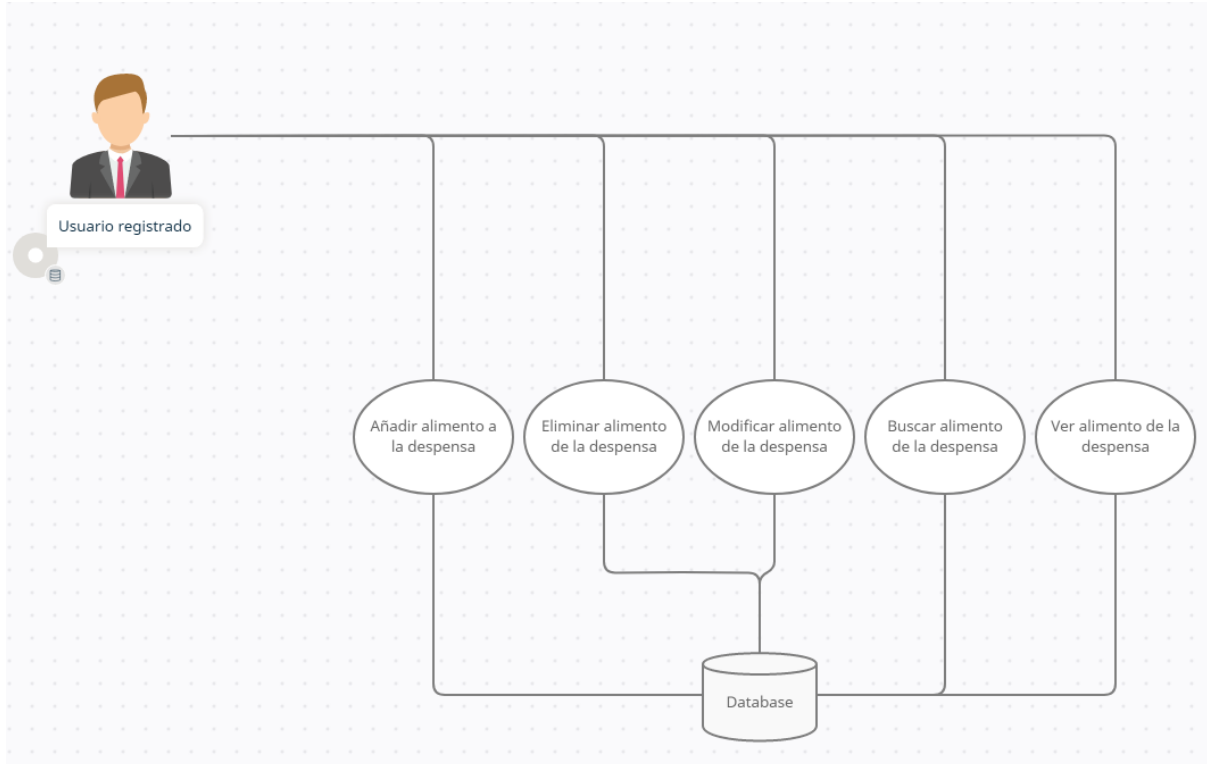 Usuario registrado
Añadir alimento a
la despensa
Eliminar alimento
de la despensa
Modificar alimento
de la despensa
Buscar alimento
de la despensa
Ver alimento de la
despensa
Database